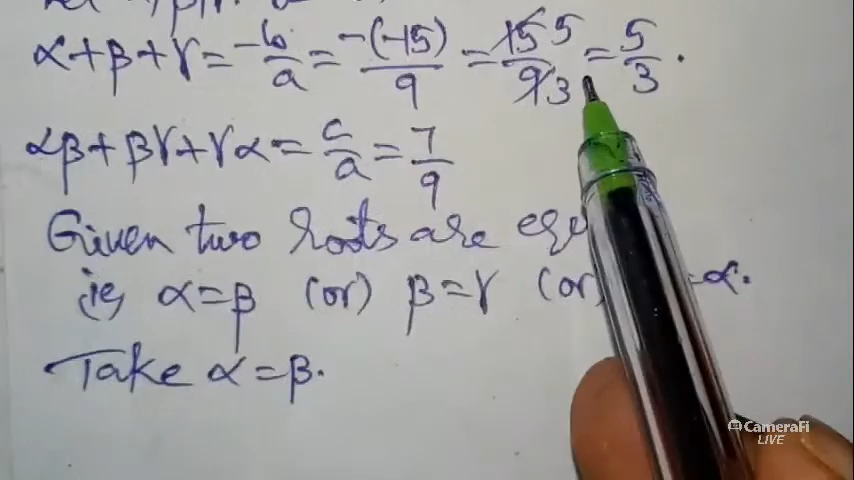 α+β+γ = -b/a = -(-15)/9 = 15 5/9 3 = 5/3 .
αβ+βγ+γα = c/a = 7/9
Given two roots are
ie, α=β (or) β=γ (or) =α.
Take α=β.
CameraFi
LIVE